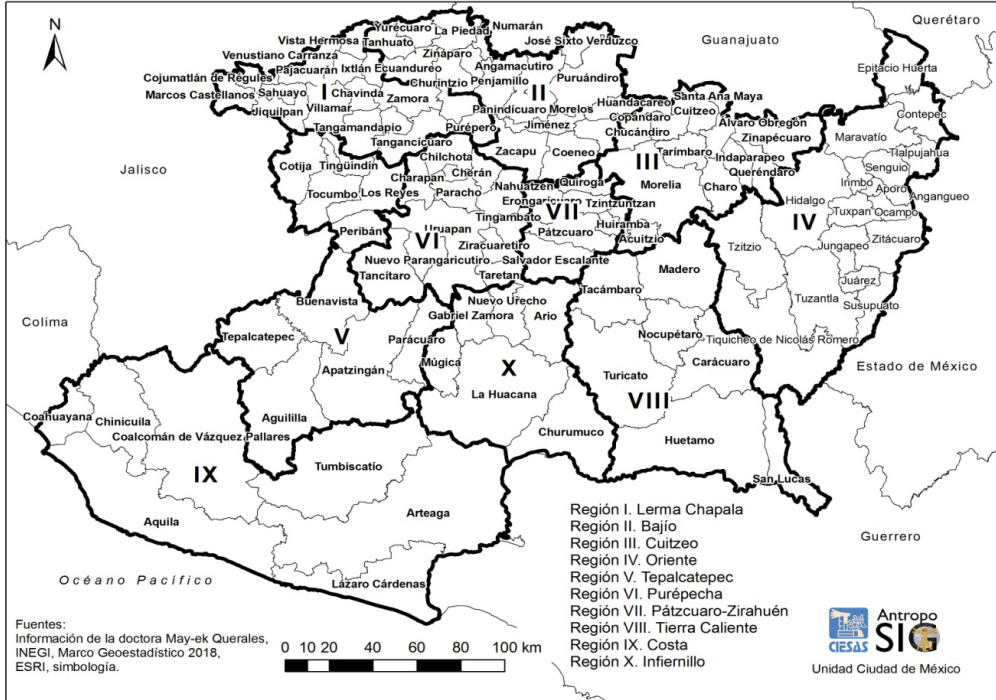 N
Querétaro
Guanajuato
Jalisco
Colima
Estado de México
Guerrero
Océano Pacífico
Yurécuaro
La Piedad
Numarán
Vista Hermosa
Tanhuato
José Sixto Verduzco
Venustiano Carranza
Zináparo
Angamacutiro
Cojumatlán de Régules
Pajacuarán
Ixtlán
Ecuandureo
Penjamillo
Puruándiro
Marcos Castellanos
Sahuayo
I
Chavinda
Churintzio
II
Jiquilpan
Villamar
Zamora
Panindícuaro
Morelos
Huandacareo
Santa Ana Maya
Epitacio Huerta
Tangamandapio
Purépero
Jiménez
Copándaro
Cuitzeo
Contepec
Tangancícuaro
Chucándiro
Álvaro Obregón
Zinapécuaro
Maravatío
Tlalpujahua
Cotija
Tingüindín
Chilchota
Zacapu
Coeneo
III
Tarímbaro
Indaparapeo
Senguio
Charapan
Cherán
Nahuatzen
Quiroga
Morelia
Queréndaro
Irimbo
Aporo
Angangueo
Tocumbo
Los Reyes
Paracho
Erongarícuaro
Tzintzuntzan
Charo
Hidalgo
IV
Tuxpan
Ocampo
Tingambato
VII
Huiramba
Peribán
Uruapan
Pátzcuaro
Acuitzio
Tzitzio
Jungapeo
Zitácuaro
VI
Ziracuaretiro
Nuevo Parangaricutiro
Salvador Escalante
Madero
Juárez
Tancítaro
Taretan
Tacámbaro
Tuzantla
Susupuato
Buenavista
Nuevo Urecho
Gabriel Zamora
Ario
Nocupétaro
Tiquicheo de Nicolás Romero
Tepalcatepec
V
Parácuaro
Múgica
X
Carácuaro
Apatzingán
La Huacana
Turicato
VIII
Coahuayana
Chinicuila
Aguililla
Coalcomán de Vázquez Pallares
Churumuco
Huetamo
IX
Tumbiscatío
San Lucas
Aquila
Arteaga
Lázaro Cárdenas
Región I. Lerma Chapala
Región II. Bajío
Región III. Cuitzeo
Región IV. Oriente
Región V. Tepalcatepec
Región VI. Purépecha
Región VII. Pátzcuaro-Zirahuén
Región VIII. Tierra Caliente
Región IX. Costa
Región X. Infiernillo
Fuentes:
Información de la doctora May-ek Querales,
INEGI, Marco Geoestadístico 2018,
ESRI, simbología.
0 10 20 40 60 80 100 km
CIESAS
Antropo
SIG
Unidad Ciudad de México